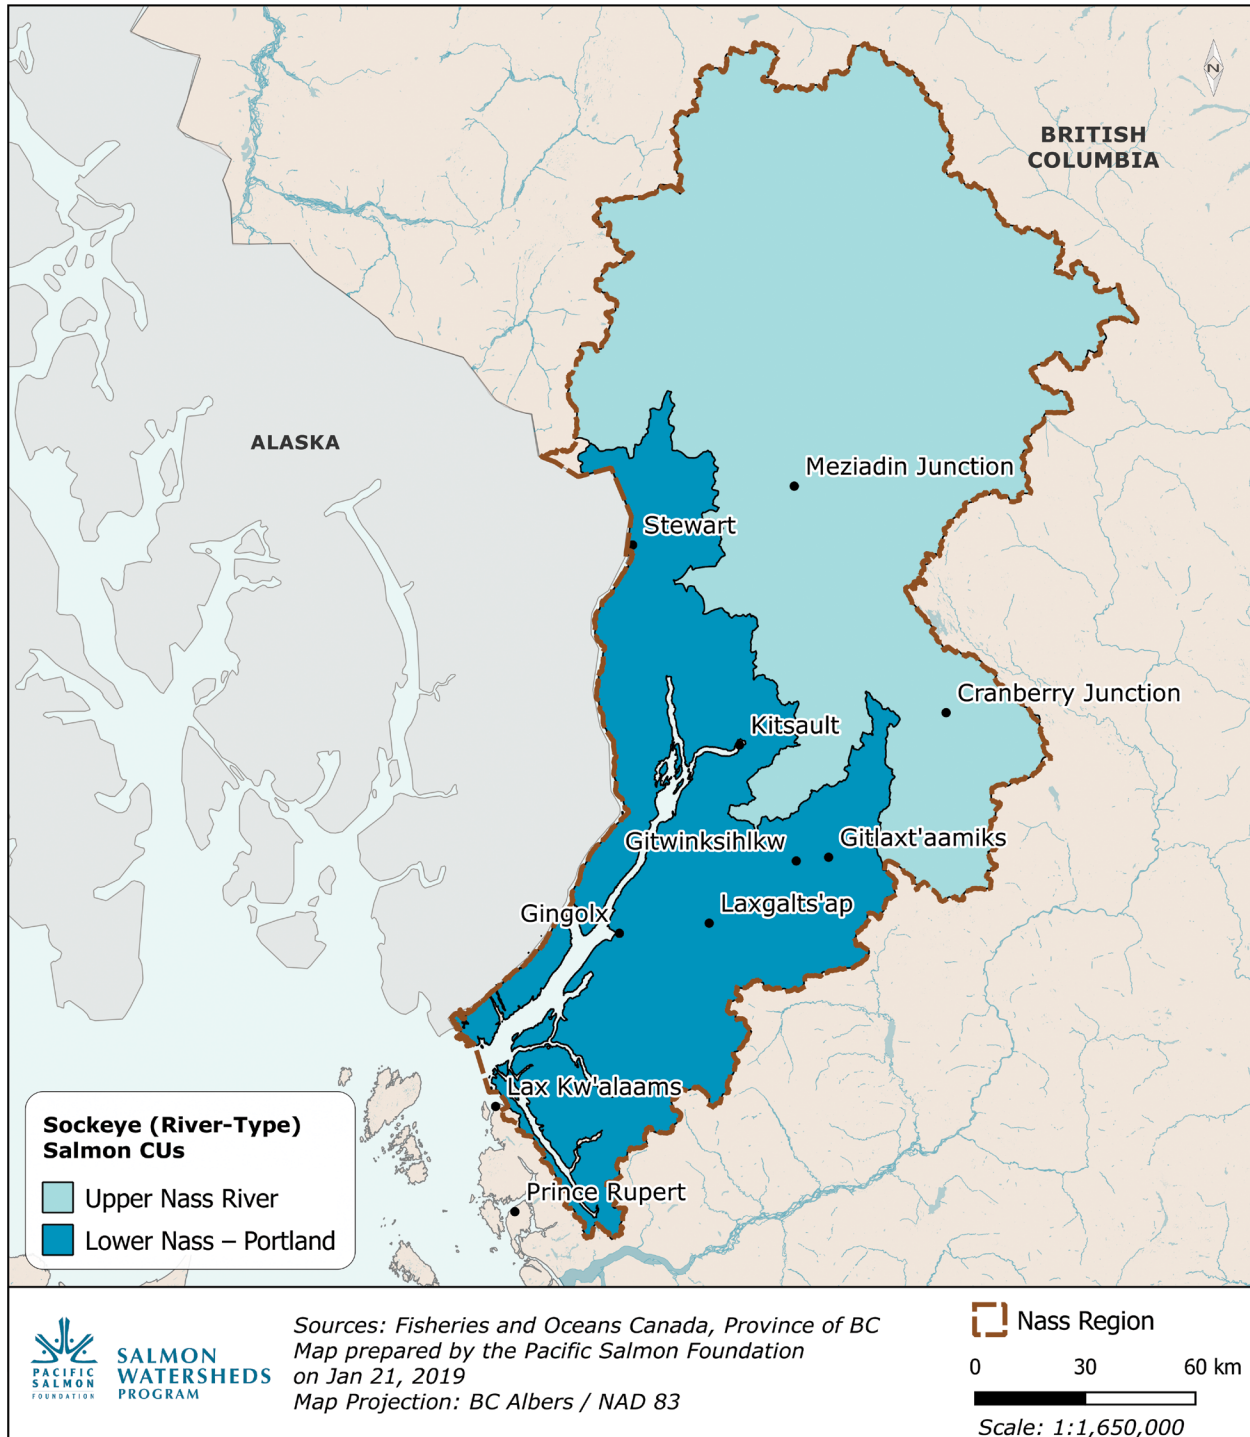 N
BRITISH
COLUMBIA
ALASKA
Meziadin Junction
Stewart
Cranberry Junction
Kitsault
Gitwinksihlkw
Gitlaxt'aamiks
Laxgalts'ap
Gingolx
Lax Kw'alaams
Prince Rupert
Sockeye (River-Type)
Salmon CUs
Upper Nass River
Lower Nass – Portland
PACIFIC
SALMON
FOUNDATION
SALMON
WATERSHEDS
PROGRAM
Sources: Fisheries and Oceans Canada, Province of BC
Map prepared by the Pacific Salmon Foundation
on Jan 21, 2019
Map Projection: BC Albers / NAD 83
Nass Region
0 30 60 km
Scale: 1:1,650,000